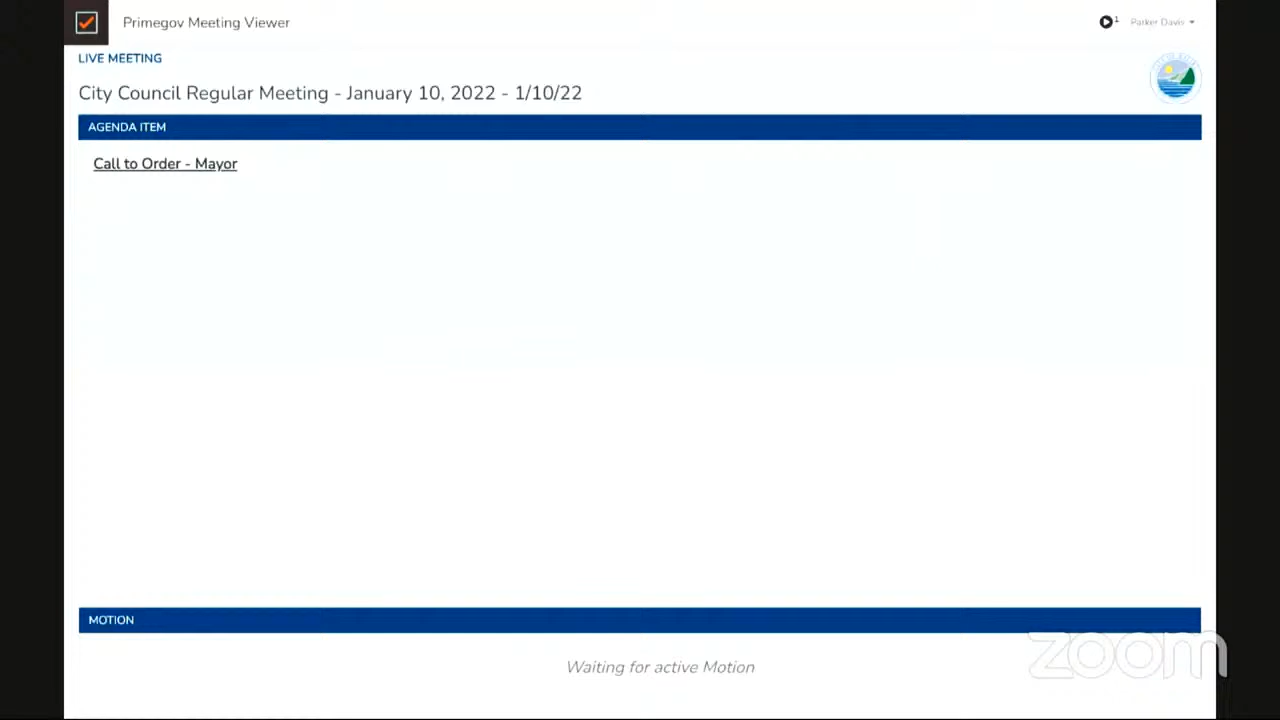 Primegov Meeting Viewer
1 Parker Davis
LIVE MEETING
City Council Regular Meeting - January 10, 2022 - 1/10/22
AGENDA ITEM
Call to Order - Mayor
MOTION
Waiting for active Motion
zoom